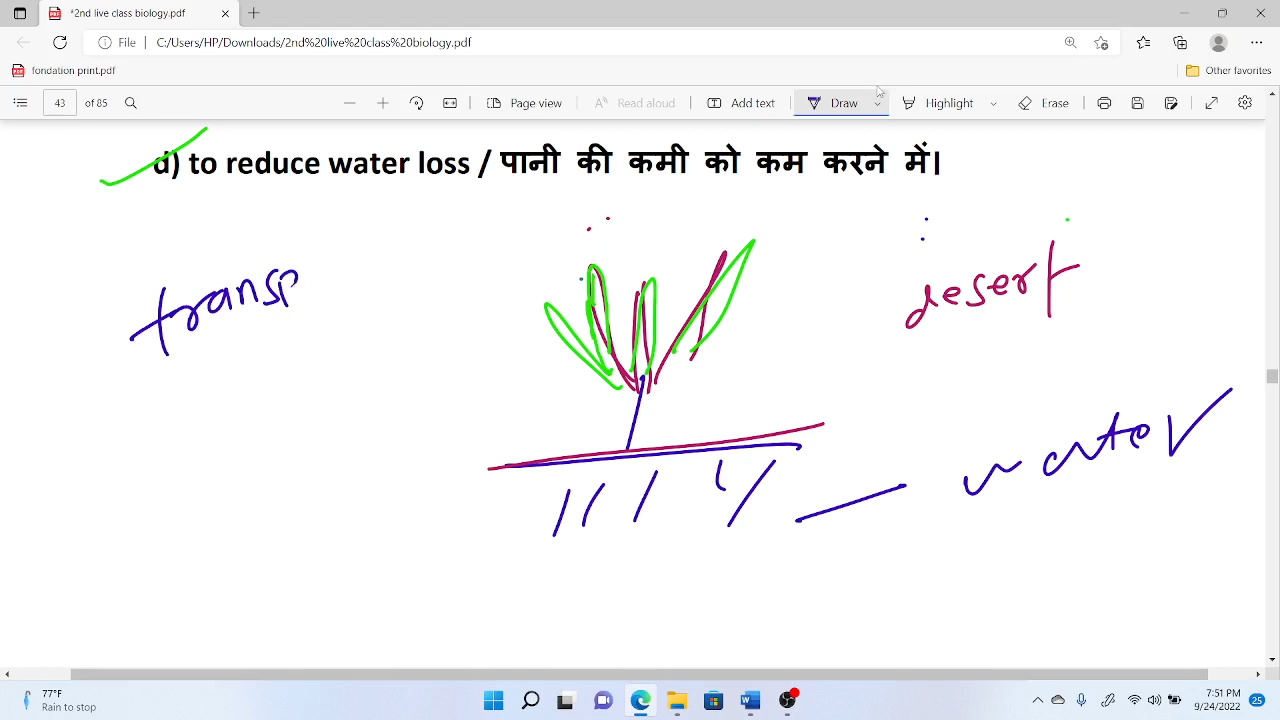 *2nd live class biology.pdf
File C:/Users/HP/Downloads/2nd%20live%20class%20biology.pdf
fondation print.pdf Other favorites
43 of 85 Page view Read aloud Add text Draw Highlight Erase
d) to reduce water loss / पानी की कमी को कम करने में।
transp
desert
water
77°F
Rain to stop
7:51 PM
9/24/2022
25